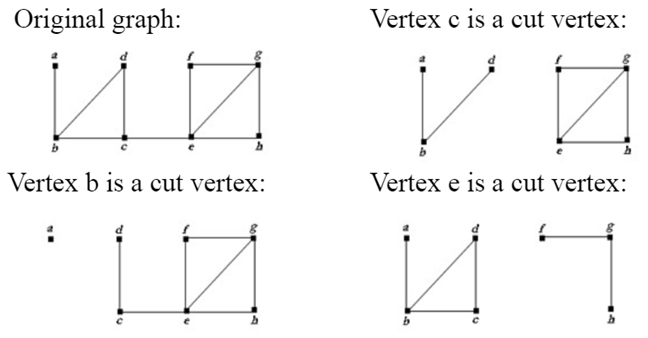 Original graph:
a d f g
b c e h
Vertex c is a cut vertex:
a d f g
b e h
Vertex b is a cut vertex:
a d f g
c e h
Vertex e is a cut vertex:
a d f g
b c h